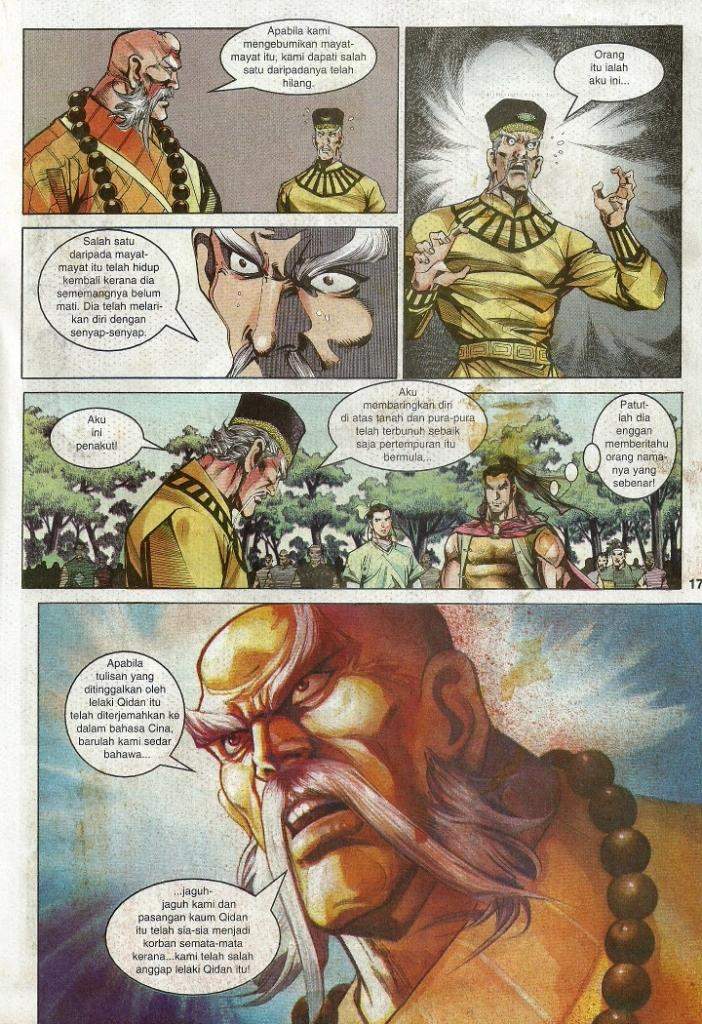 Apabila kami
mengebumikan mayat-
mayat itu, kami dapati salah
satu daripadanya telah
hilang.
Orang
itu ialah
aku ini...
Salah satu
daripada mayat-
mayat itu telah hidup
kembali kerana dia
sememangnya belum
mati. Dia telah melari-
kan diri dengan
senyap-senyap.
Aku
ini
penakut!
Aku
membaringkan diri
di atas tanah dan pura-pura
telah terbunuh sebaik
saja pertempuran itu
bermula...
Patut-
lah dia
enggan
memberitahu
orang nama-
nya yang
sebenar!
17
Apabila
tulisan yang
ditinggalkan oleh
lelaki Qidan itu
telah diterjemahkan ke
dalam bahasa Cina,
barulah kami sedar
bahawa...
...jaguh-
jaguh kami dan
pasangan kaum Qidan
itu telah sia-sia menjadi
korban semata-mata
kerana...kami telah salah
anggap lelaki Qidan itu!